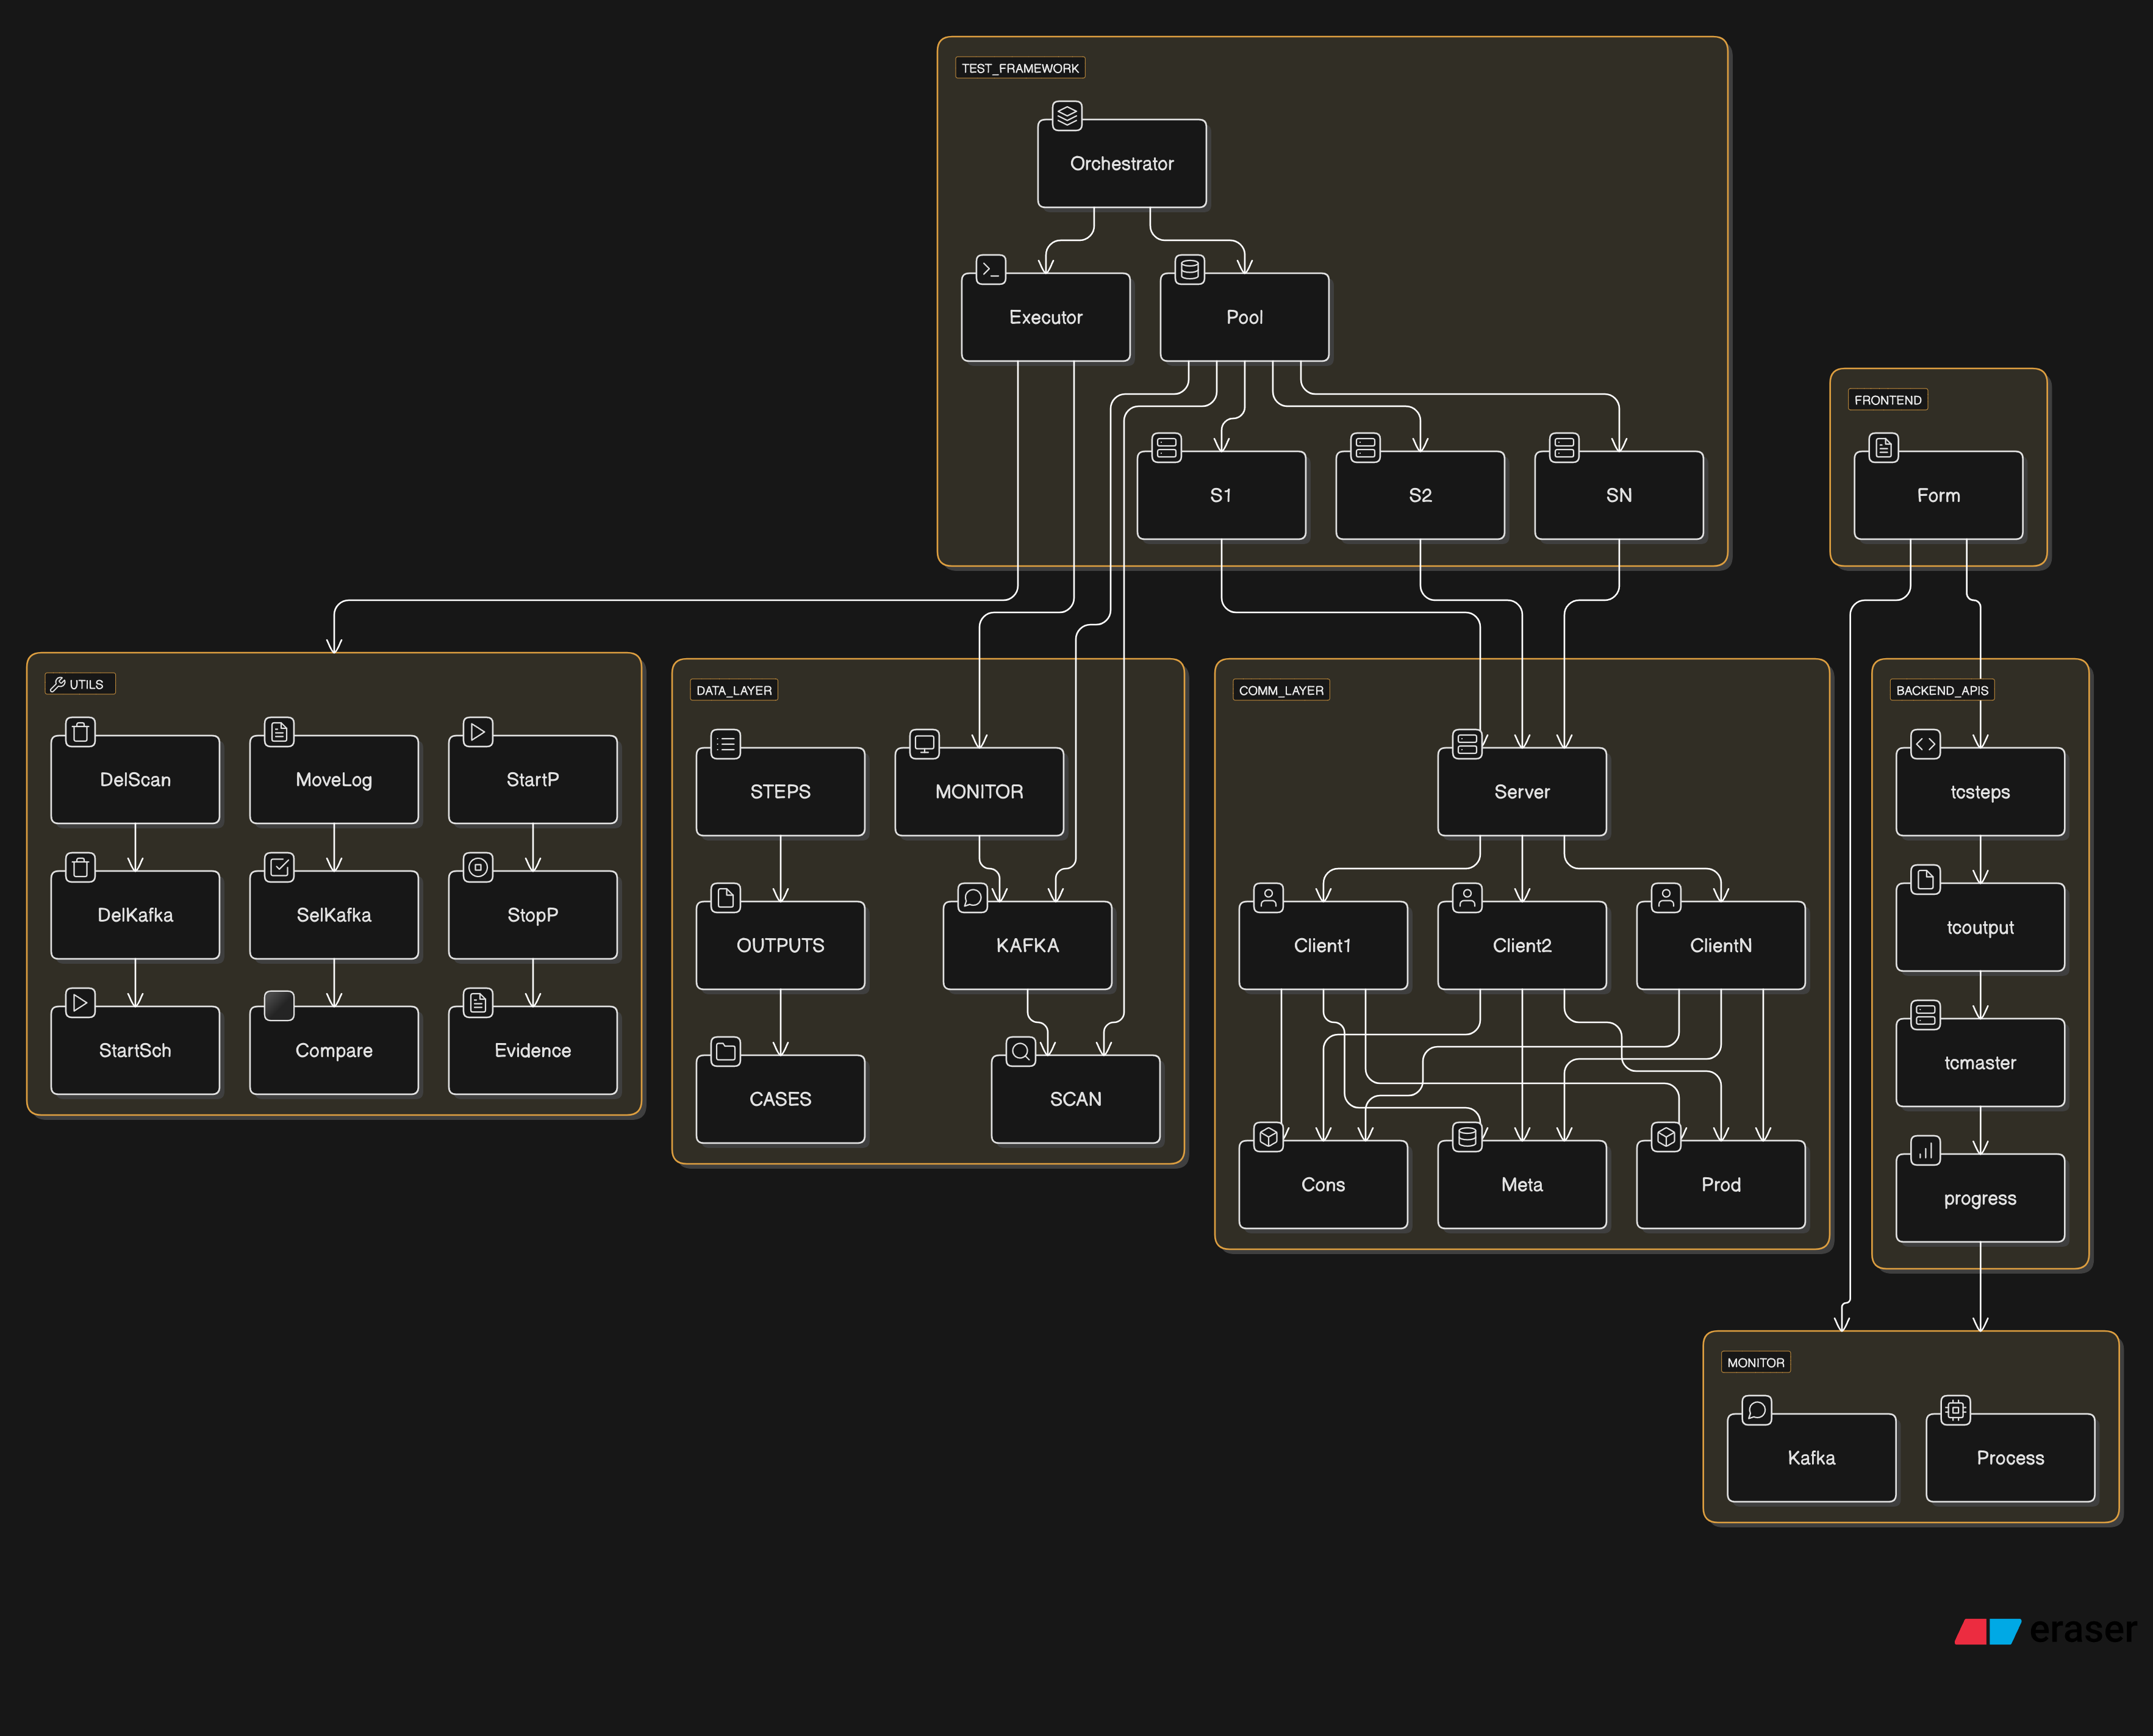 TEST_FRAMEWORK
Orchestrator
Executor
Pool
S1
S2
SN
FRONTEND
Form
UTILS
DelScan
MoveLog
StartP
DelKafka
SelKafka
StopP
StartSch
Compare
Evidence
DATA_LAYER
STEPS
MONITOR
OUTPUTS
KAFKA
CASES
SCAN
COMM_LAYER
Server
Client1
Client2
ClientN
Cons
Meta
Prod
BACKEND_APIS
tcsteps
tcoutput
tcmaster
progress
MONITOR
Kafka
Process
eraser